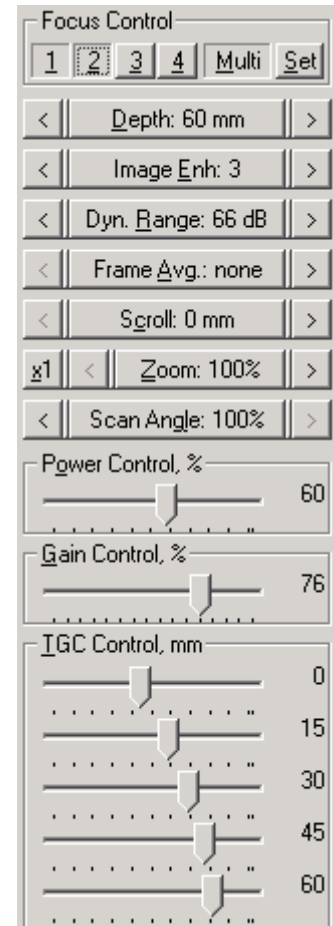 Focus Control
1 2 3 4 Multi Set
< Depth: 60 mm >
< Image Enh: 3 >
< Dyn. Range: 66 dB >
< Frame Avg.: none >
< Scroll: 0 mm >
x1 < Zoom: 100% >
< Scan Angle: 100% >
Power Control, %
60
Gain Control, %
76
TGC Control, mm
0
15
30
45
60